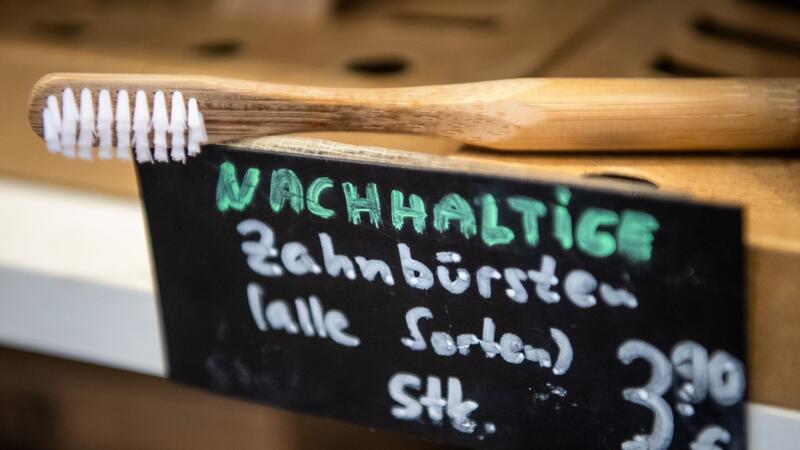 NACHHALTIGE
Zahnbürsten
(alle Sorten)
Stk. 3,90
€